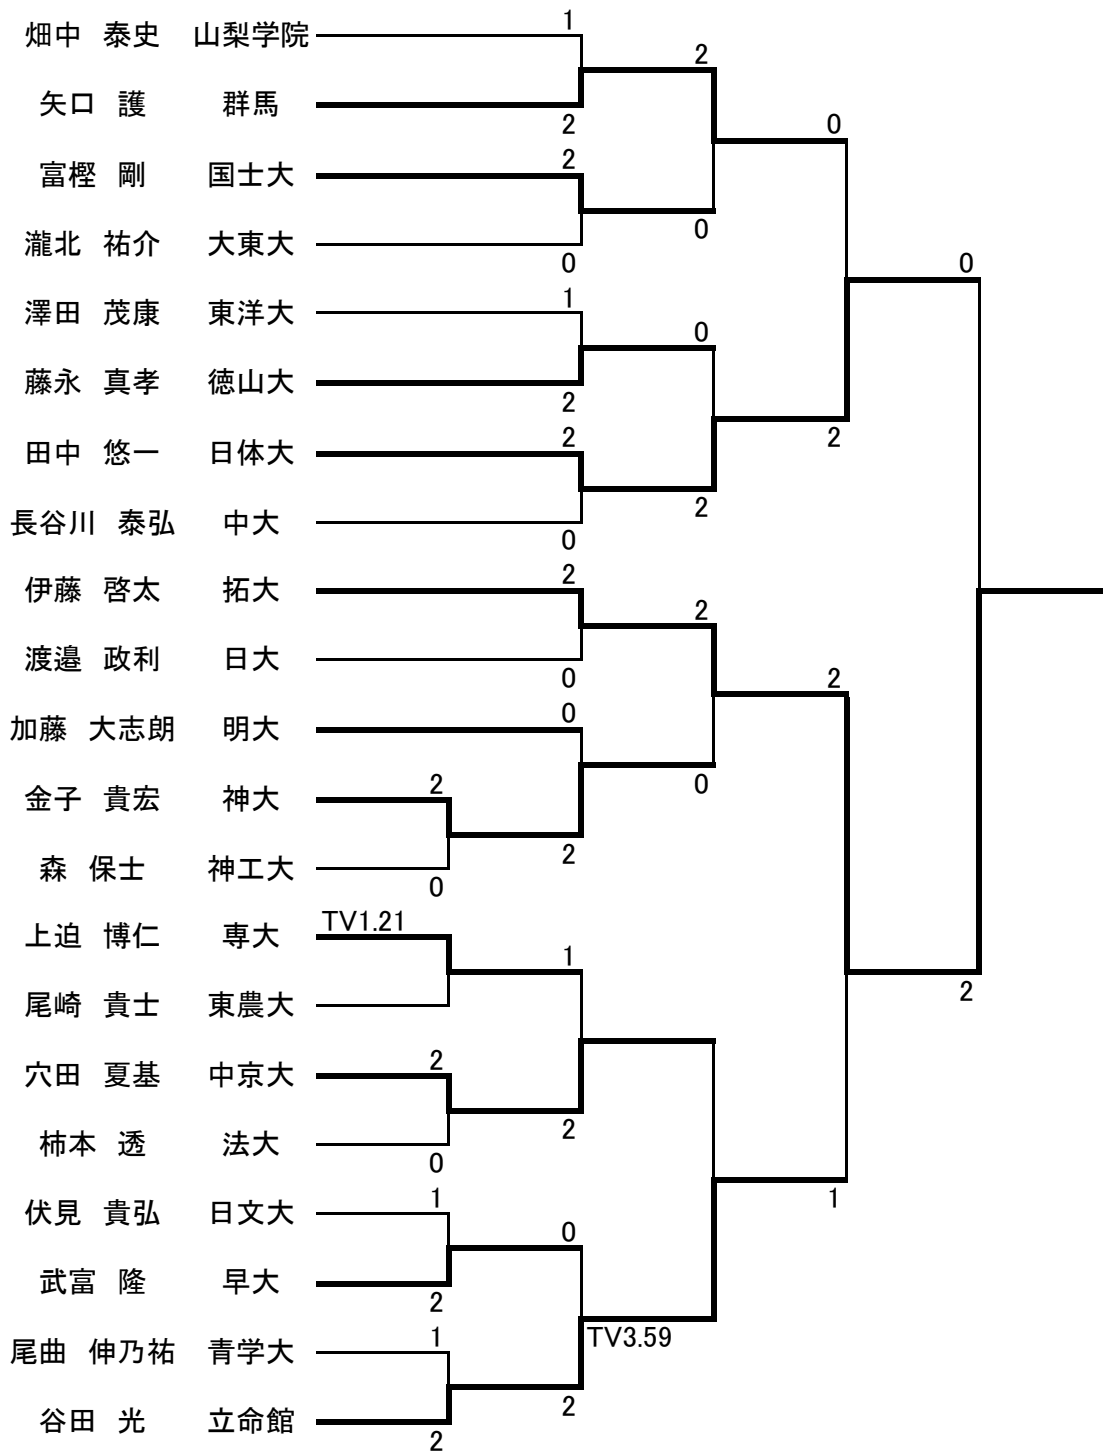 1
畑中 泰史 山梨学院
2
矢口 護 群馬
0
2
2
富樫 剛 国士大
0
瀧北 祐介 大東大
0
0
1
澤田 茂康 東洋大
0
藤永 真孝 徳山大
2
2
2
田中 悠一 日体大
2
長谷川 泰弘 中大
0
2
伊藤 啓太 拓大
2
渡邉 政利 日大
0
2
0
加藤 大志朗 明大
2
0
金子 貴宏 神大
2
森 保士 神工大
0
TV1.21
上迫 博仁 専大
1
2
尾崎 貴士 東農大
2
穴田 夏基 中京大
2
柿本 透 法大
0
1
1
伏見 貴弘 日文大
0
武富 隆 早大
2
1
TV3.59
尾曲 伸乃祐 青学大
2
谷田 光 立命館
2